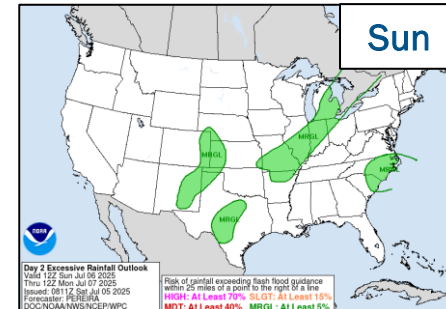 Sun
MRGL
MRGL
MRGL
MRGL
noaa
Day 2 Excessive Rainfall Outlook
Valid 12Z Sun Jul 06 2025
Thru 12Z Mon Jul 07 2025
Issued: 0811Z Sat Jul 05 2025
Forecaster: PEREIRA
DOC/NOAA/NWS/NCEP/WPC
Risk of rainfall exceeding flash flood guidance
within 25 miles of a point to the right of a line
HIGH: At Least 70% SLGT: At Least 15%
MDT: At Least 40% MRGL: At Least 5%